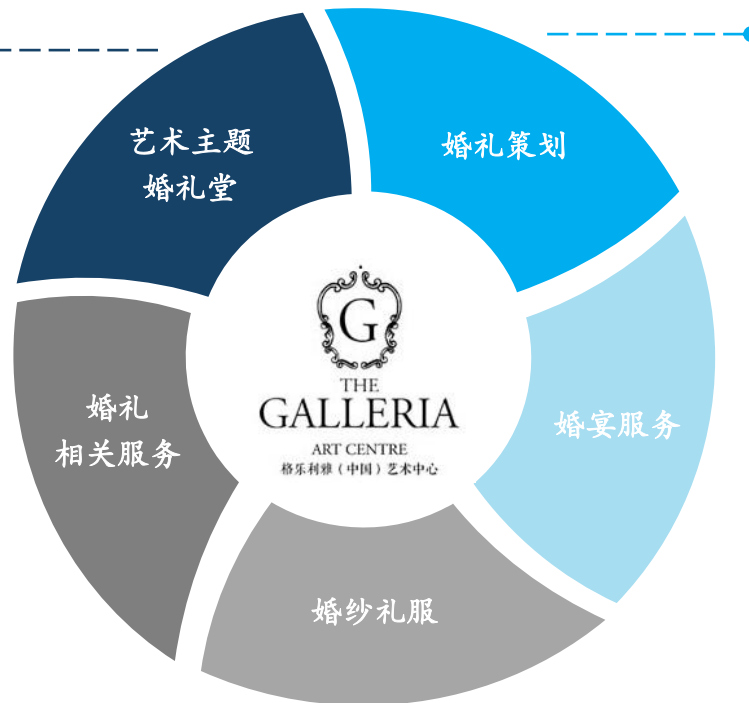 艺术主题
婚礼堂
婚礼策划
婚宴服务
婚纱礼服
婚礼
相关服务
G
THE
GALLERIA
ART CENTRE
格乐利雅（中国）艺术中心